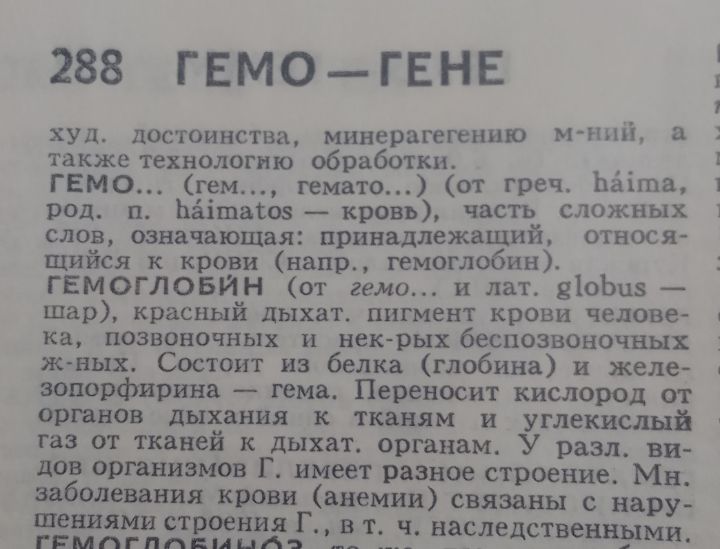 288 ГЕМО — ГЕНЕ
худ. достоинства, минерагегению м-ний, а
также технологию обработки.
ГЕМО... (гем..., гемато...) (от греч. háima,
род. п. háimatos — кровь), часть сложных
слов, означающая: принадлежащий, относя-
щийся к крови (напр., гемоглобин).
ГЕМОГЛОБИ́Н (от гемо... и лат. globus —
шар), красный дыхат. пигмент крови челове-
ка, позвоночных и нек-рых беспозвоночных
ж-ных. Состоит из белка (глобина) и желе-
зопорфирина — гема. Переносит кислород от
органов дыхания к тканям и углекислый
газ от тканей к дыхат. органам. У разл. ви-
дов организмов Г. имеет разное строение. Мн.
заболевания крови (анемии) связаны с нару-
шениями строения Г., в т. ч. наследственными.
ГЕМОГЛОБИНО́З